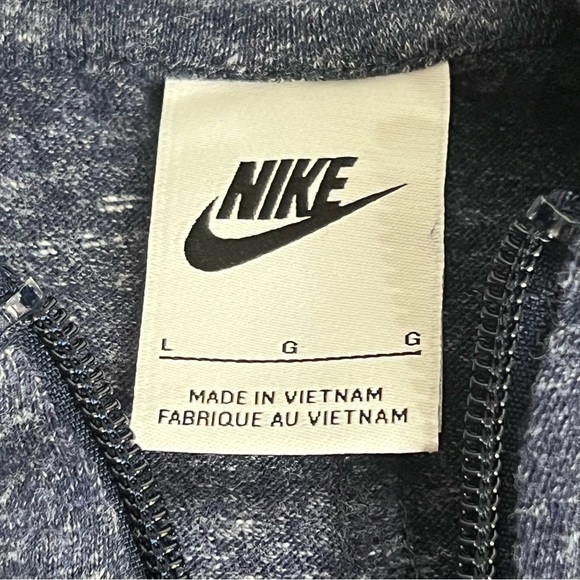 NIKE
L G G
MADE IN VIETNAM
FABRIQUE AU VIETNAM